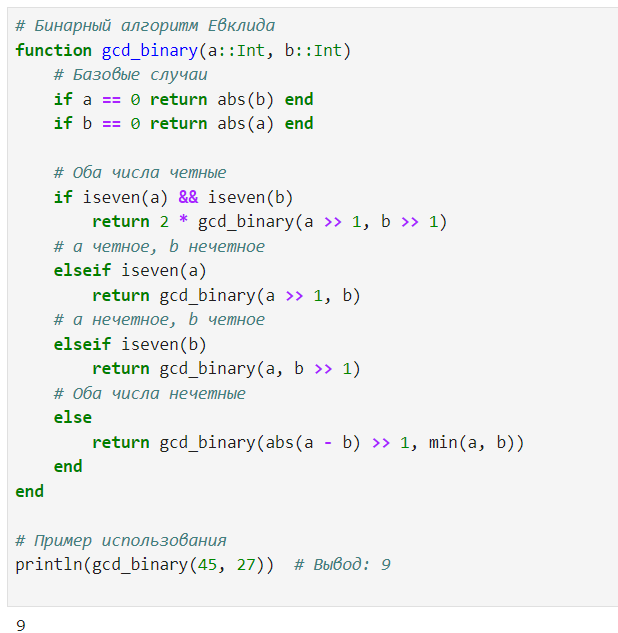 # Бинарный алгоритм Евклида
function gcd_binary(a::Int, b::Int)
    # Базовые случаи
    if a == 0 return abs(b) end
    if b == 0 return abs(a) end

    # Оба числа четные
    if iseven(a) && iseven(b)
        return 2 * gcd_binary(a >> 1, b >> 1)
    # a четное, b нечетное
    elseif iseven(a)
        return gcd_binary(a >> 1, b)
    # a нечетное, b четное
    elseif iseven(b)
        return gcd_binary(a, b >> 1)
    # Оба числа нечетные
    else
        return gcd_binary(abs(a - b) >> 1, min(a, b))
    end
end

# Пример использования
println(gcd_binary(45, 27))  # Вывод: 9

9